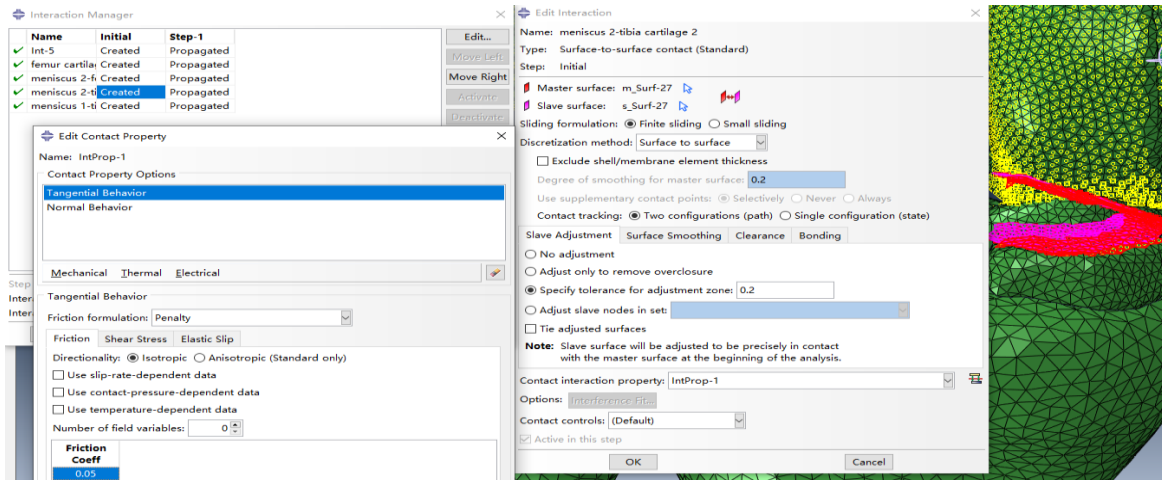 Interaction Manager
Name Initial Step-1
Int-5 Created Propagated
femur cartila Created Propagated
meniscus 2-f Created Propagated
meniscus 2-ti Created Propagated
mensicus 1-ti Created Propagated
Edit...
Move Left
Move Right
Activate
Deactivate
Step
Inter
Inter
Edit Contact Property
Name: IntProp-1
Contact Property Options
Tangential Behavior
Normal Behavior
Mechanical Thermal Electrical
Tangential Behavior
Friction formulation: Penalty
Friction Shear Stress Elastic Slip
Directionality: Isotropic Anisotropic (Standard only)
Use slip-rate-dependent data
Use contact-pressure-dependent data
Use temperature-dependent data
Number of field variables: 0
Friction
Coeff
0.05
Edit Interaction
Name: meniscus 2-tibia cartilage 2
Type: Surface-to-surface contact (Standard)
Step: Initial
Master surface: m_Surf-27
Slave surface: s_Surf-27
Sliding formulation: Finite sliding Small sliding
Discretization method: Surface to surface
Exclude shell/membrane element thickness
Degree of smoothing for master surface: 0.2
Use supplementary contact points: Selectively Never Always
Contact tracking: Two configurations (path) Single configuration (state)
Slave Adjustment Surface Smoothing Clearance Bonding
No adjustment
Adjust only to remove overclosure
Specify tolerance for adjustment zone: 0.2
Adjust slave nodes in set:
Tie adjusted surfaces
Note: Slave surface will be adjusted to be precisely in contact
with the master surface at the beginning of the analysis.
Contact interaction property: IntProp-1
Options: Interference Fit...
Contact controls: (Default)
Active in this step
OK Cancel